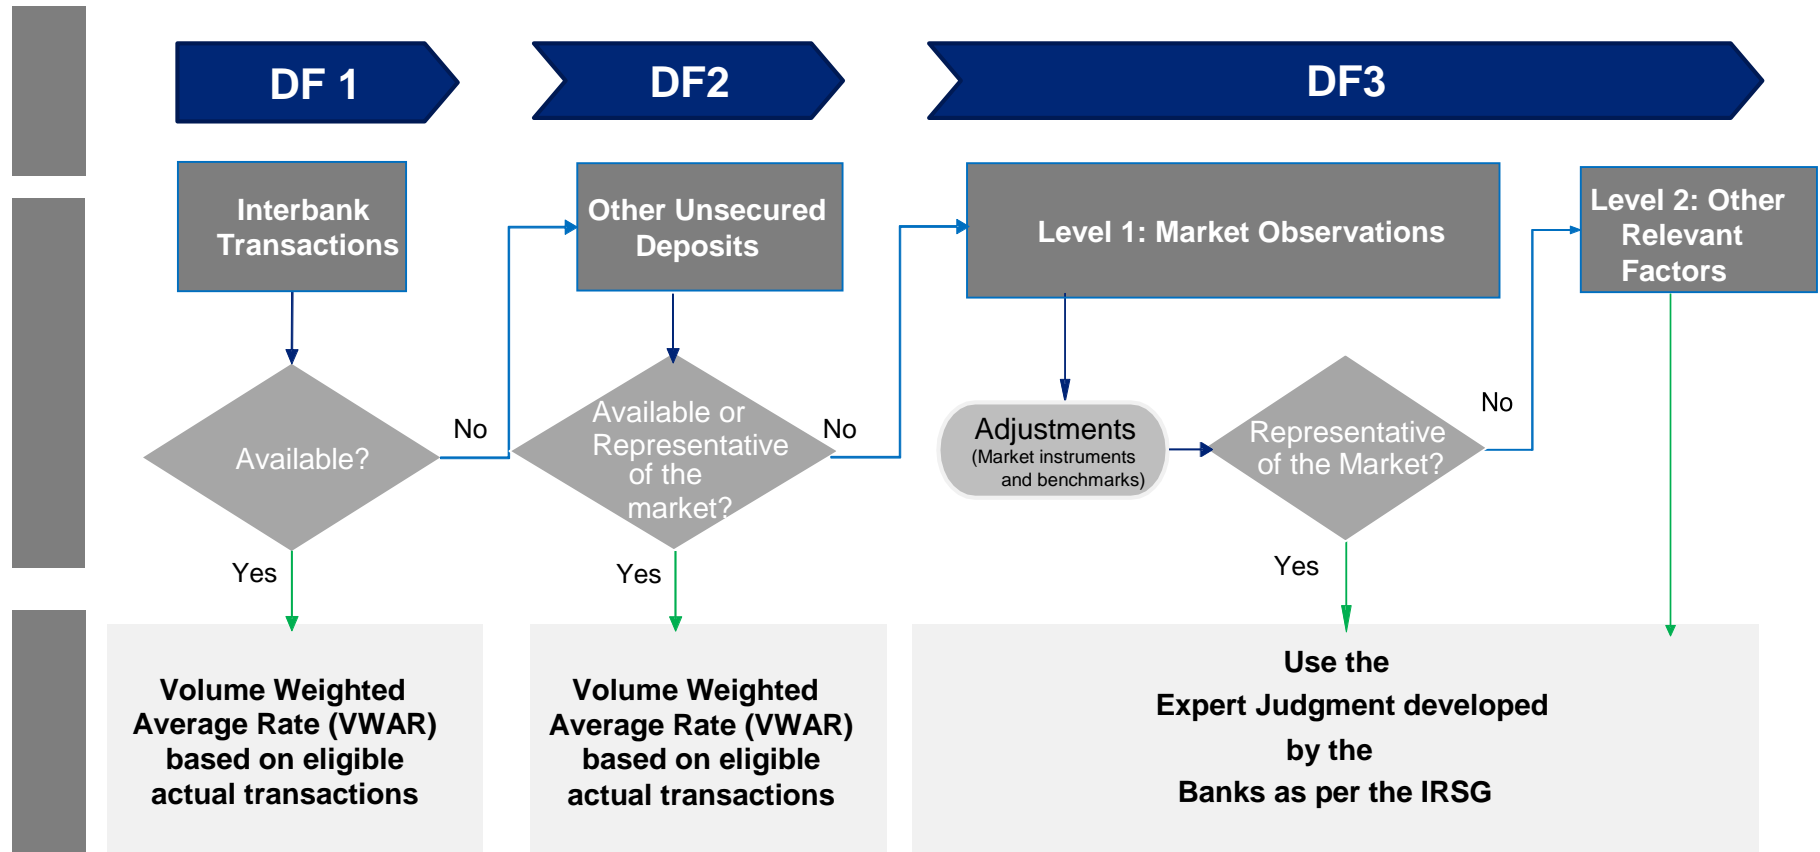 DF 1
DF2
DF3
Interbank
Transactions
Other Unsecured
Deposits
Level 1: Market Observations
Level 2: Other
Relevant
Factors
Available?
No
Available or
Representative
of the
market?
No
Adjustments
(Market instruments
and benchmarks)
Representative
of the Market?
No
Yes
Yes
Yes
Volume Weighted
Average Rate (VWAR)
based on eligible
actual transactions
Volume Weighted
Average Rate (VWAR)
based on eligible
actual transactions
Use the
Expert Judgment developed
by the
Banks as per the IRSG